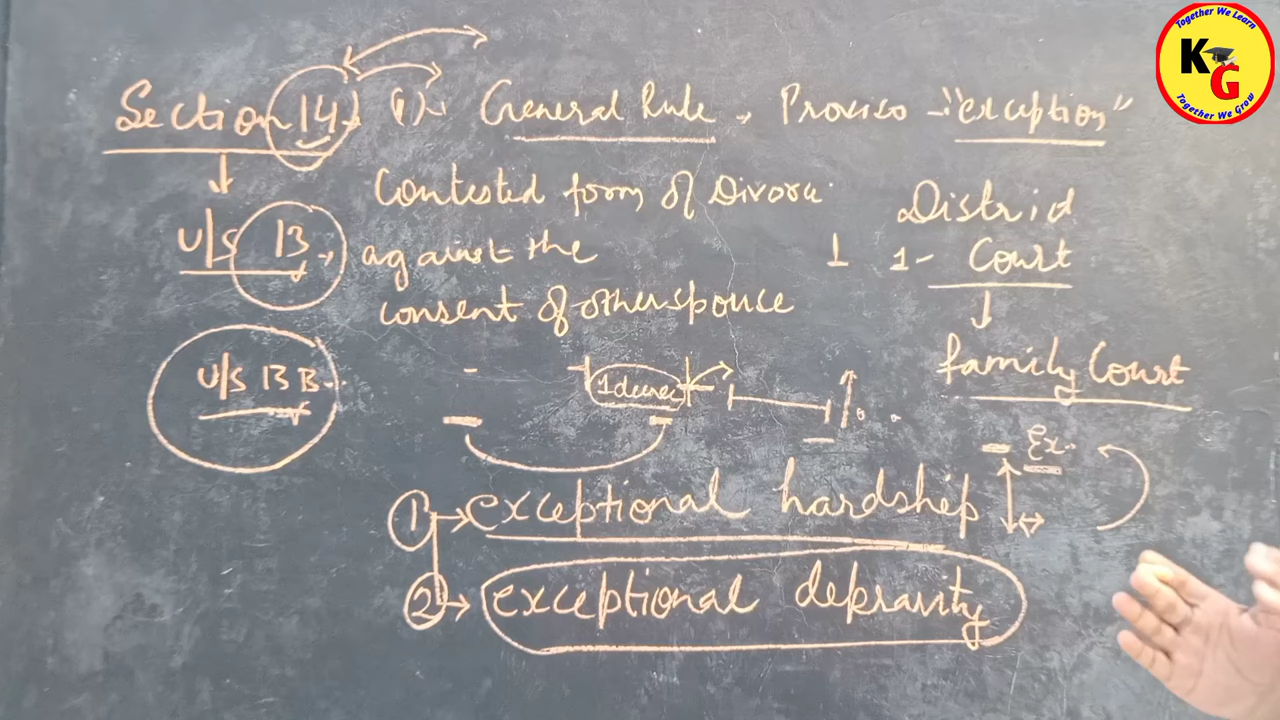 Together We Learn
KG
Together We Grow
Section 14, (1). General Rule, Proviso - "exception"
Contested form of Divorce
U/S 13 against the
consent of other spouce
District
1 1- Court
Family Court
U/S 13 B
1 decree
Ex.
1 exceptional hardship
2 exceptional depravity